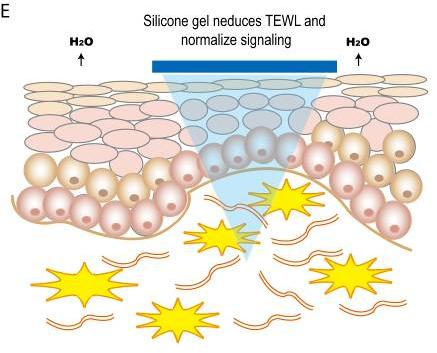 E
Silicone gel neduces TEWL and
normalize signaling
H₂O
H₂O